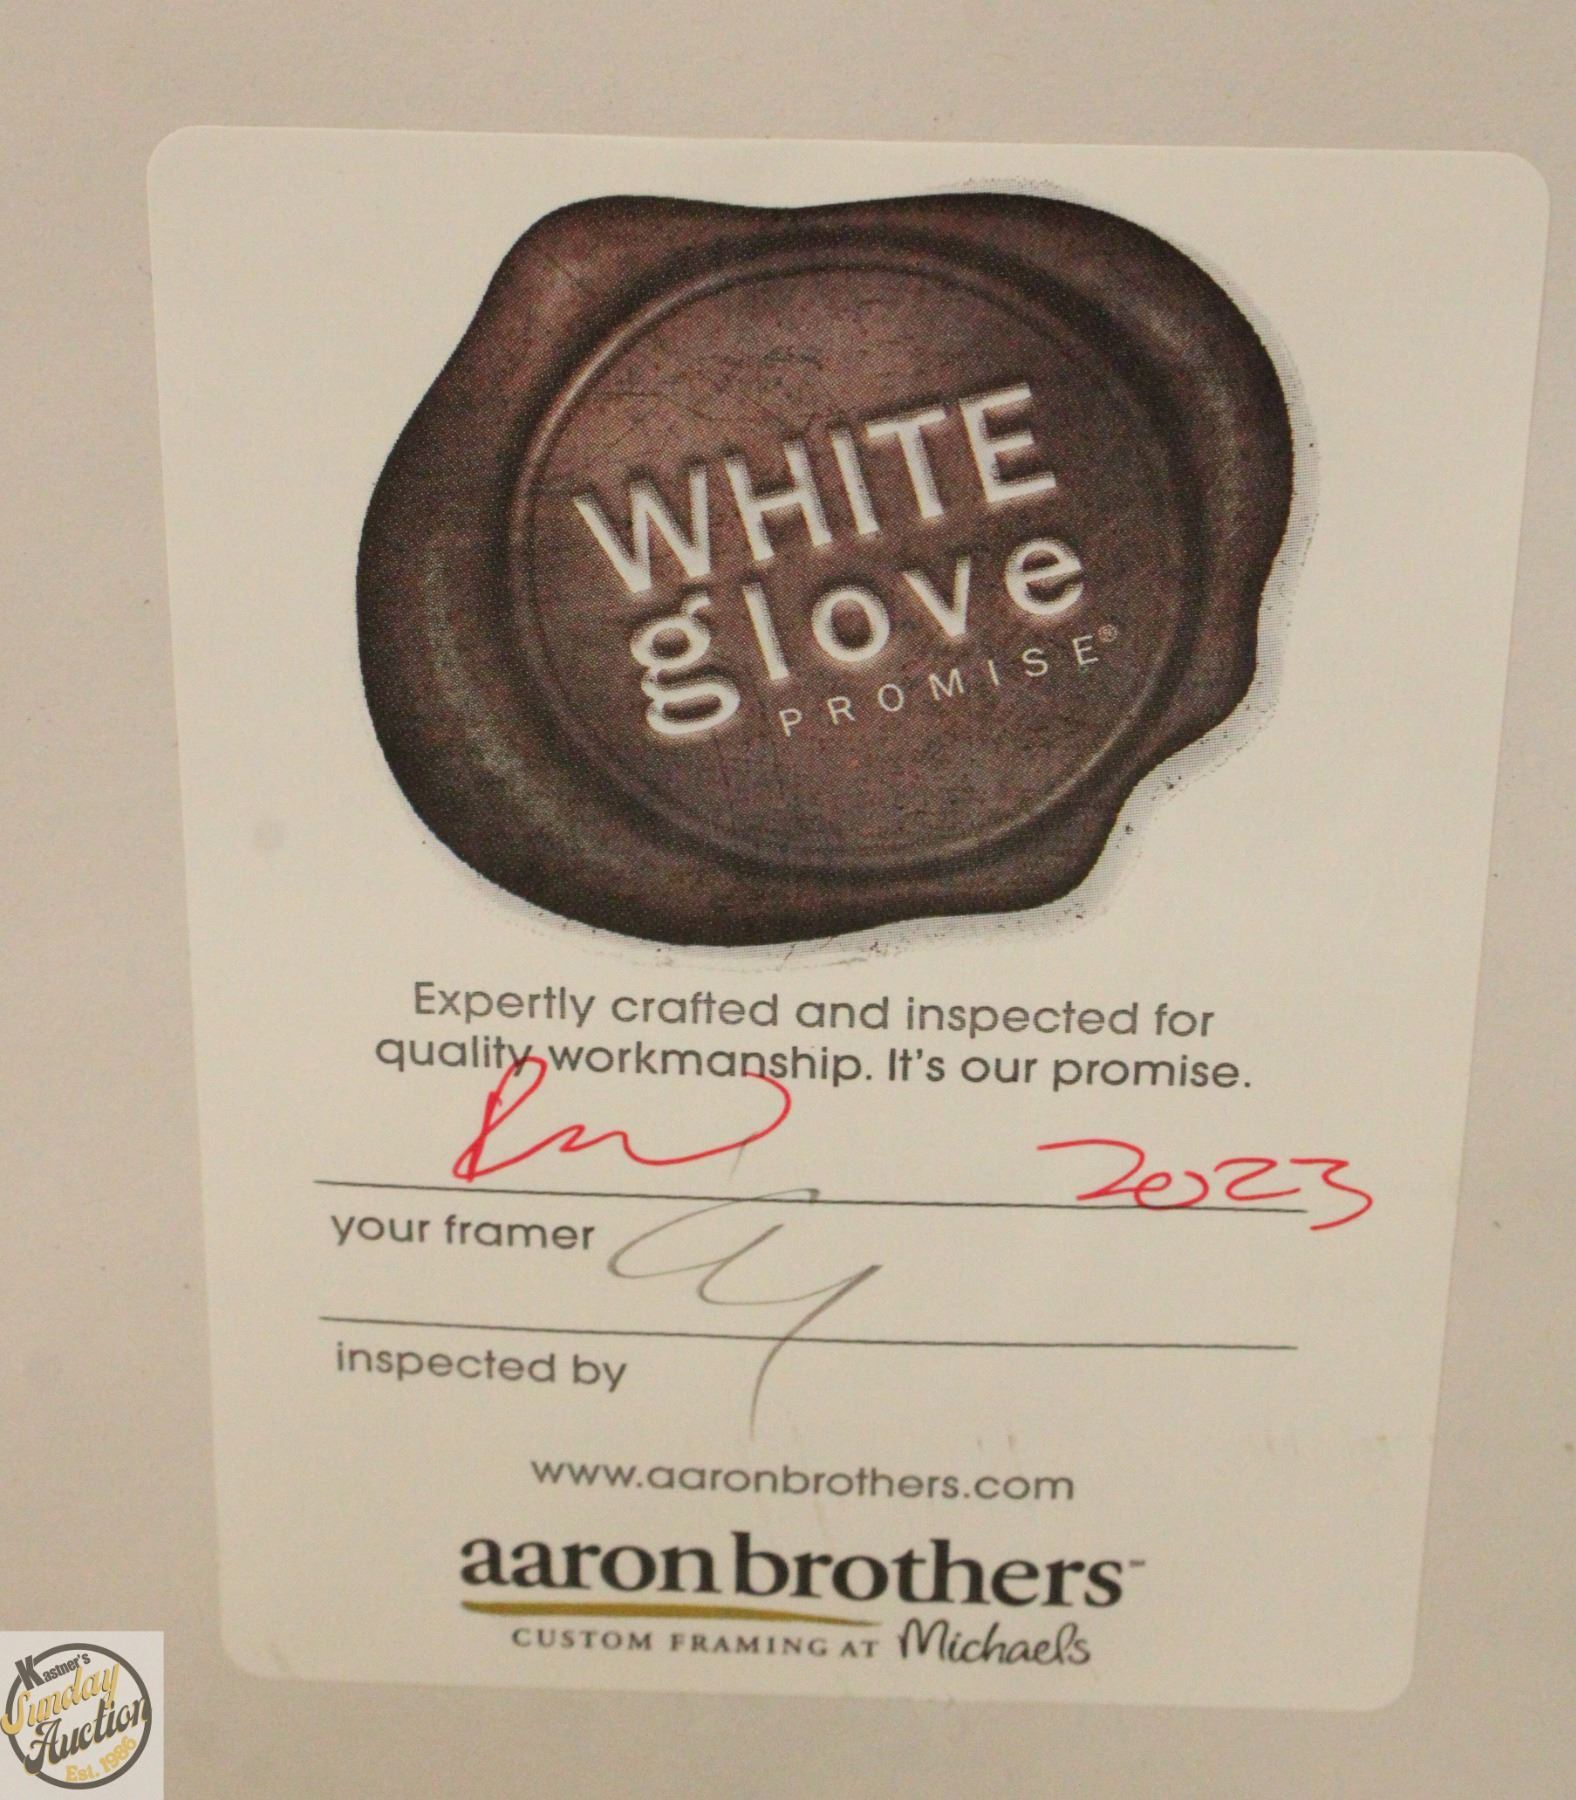 WHITE
glove
PROMISE®
Expertly crafted and inspected for
quality workmanship. It's our promise.
2023
your framer
inspected by
www.aaronbrothers.com
aaron brothers™
CUSTOM FRAMING AT Michaels
Kastner's
Sunday
Auction
Est. 1986